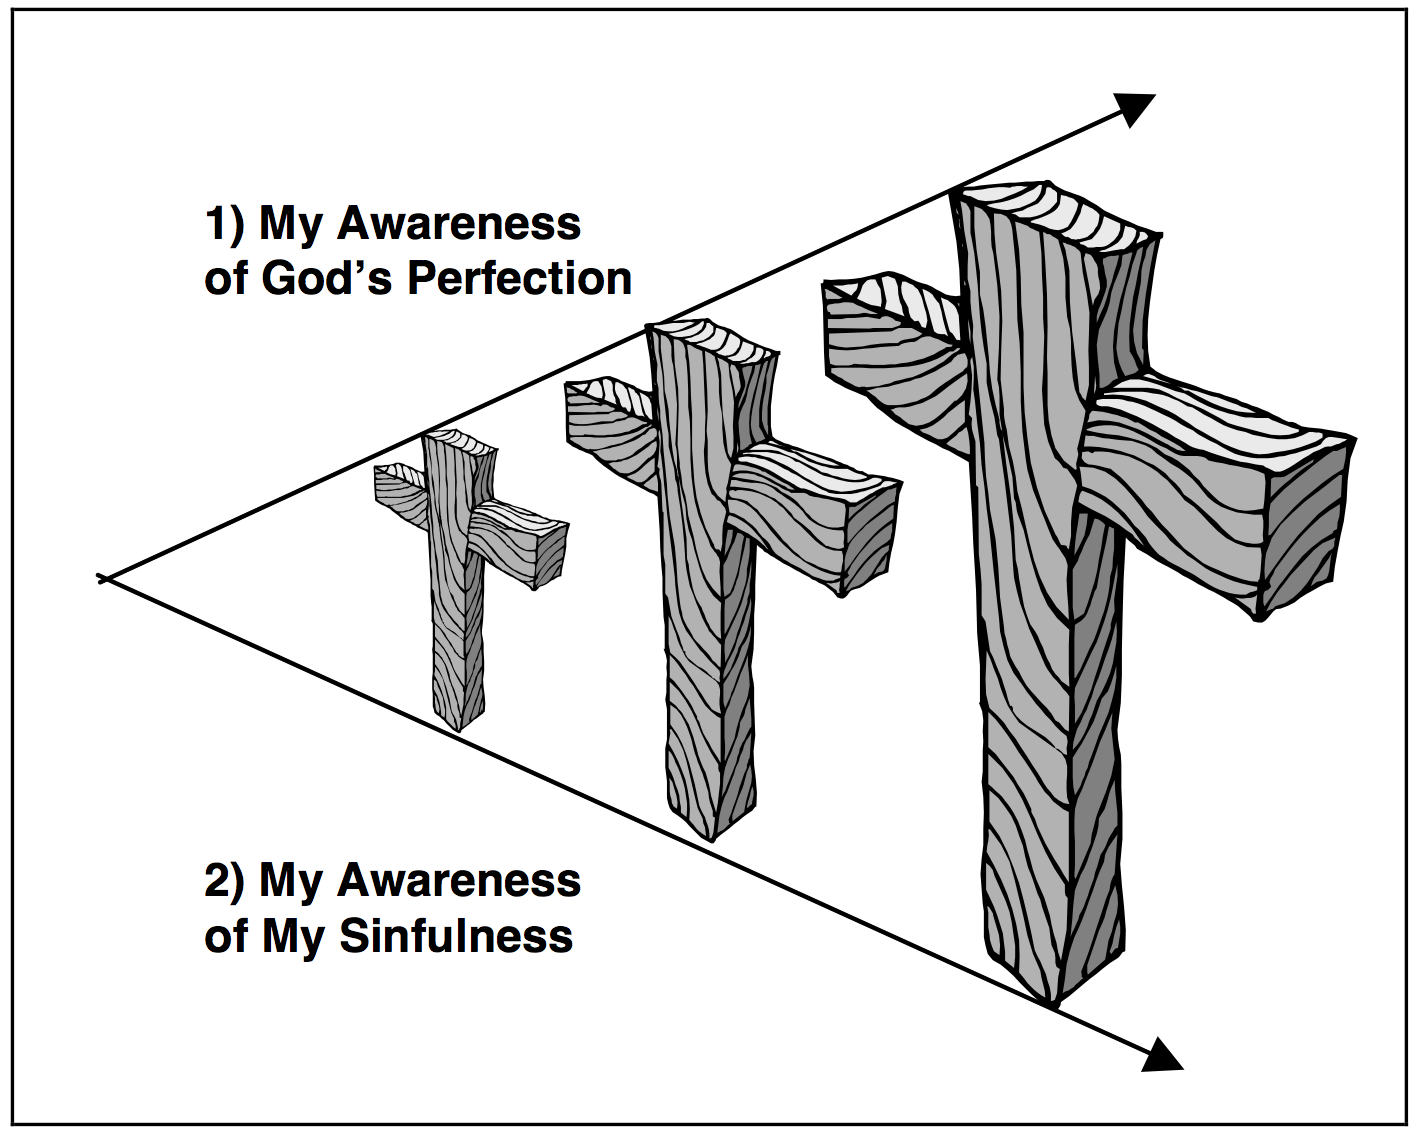 1) My Awareness
of God’s Perfection
2) My Awareness
of My Sinfulness